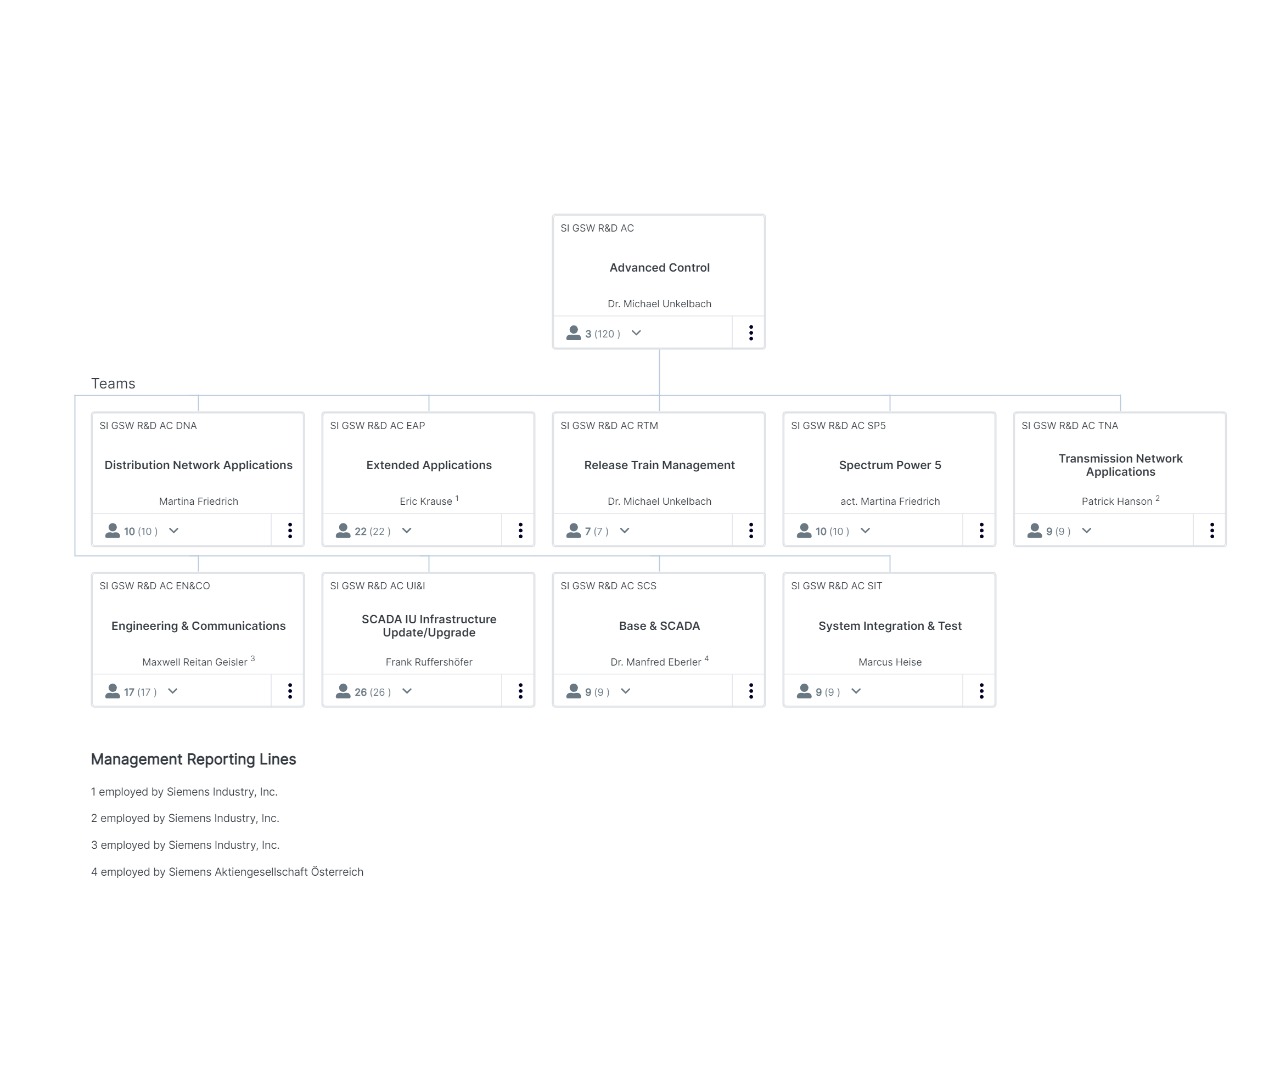 SI GSW R&D AC
Advanced Control
Dr. Michael Unkelbach
3 (120 )
Teams
SI GSW R&D AC DNA
Distribution Network Applications
Martina Friedrich
10 (10 )
SI GSW R&D AC EAP
Extended Applications
Eric Krause 1
22 (22 )
SI GSW R&D AC RTM
Release Train Management
Dr. Michael Unkelbach
7 (7 )
SI GSW R&D AC SP5
Spectrum Power 5
act. Martina Friedrich
10 (10 )
SI GSW R&D AC TNA
Transmission Network
Applications
Patrick Hanson 2
9 (9 )
SI GSW R&D AC EN&CO
Engineering & Communications
Maxwell Reitan Geisler 3
17 (17 )
SI GSW R&D AC UI&I
SCADA IU Infrastructure
Update/Upgrade
Frank Ruffershöfer
26 (26 )
SI GSW R&D AC SCS
Base & SCADA
Dr. Manfred Eberler 4
9 (9 )
SI GSW R&D AC SIT
System Integration & Test
Marcus Heise
9 (9 )
Management Reporting Lines
1 employed by Siemens Industry, Inc.
2 employed by Siemens Industry, Inc.
3 employed by Siemens Industry, Inc.
4 employed by Siemens Aktiengesellschaft Österreich